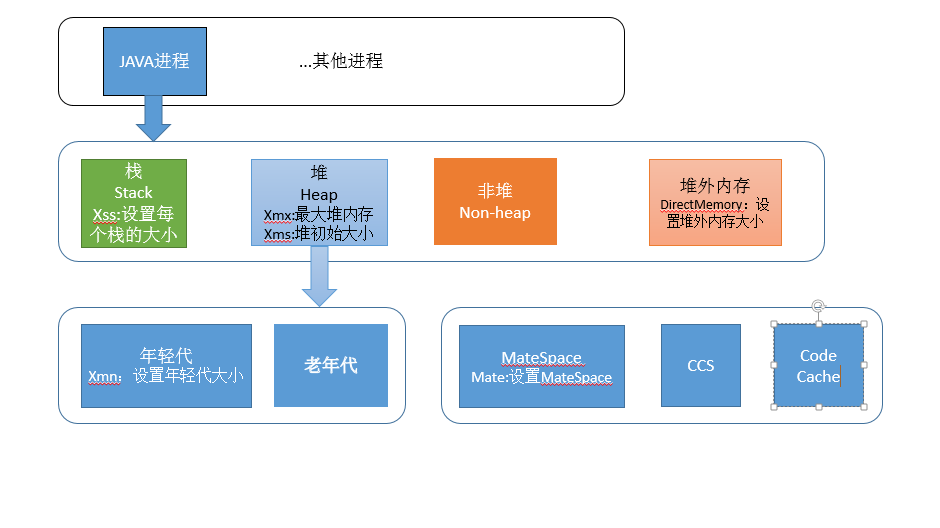 JAVA进程
...其他进程
栈
Stack
Xss:设置每
个栈的大小
堆
Heap
Xmx:最大堆内存
Xms:堆初始大小
非堆
Non-heap
堆外内存
DirectMemory：设
置堆外内存大小
年轻代
Xmn：设置年轻代大小
老年代
MateSpace
Mate:设置MateSpace
CCS
Code
Cache